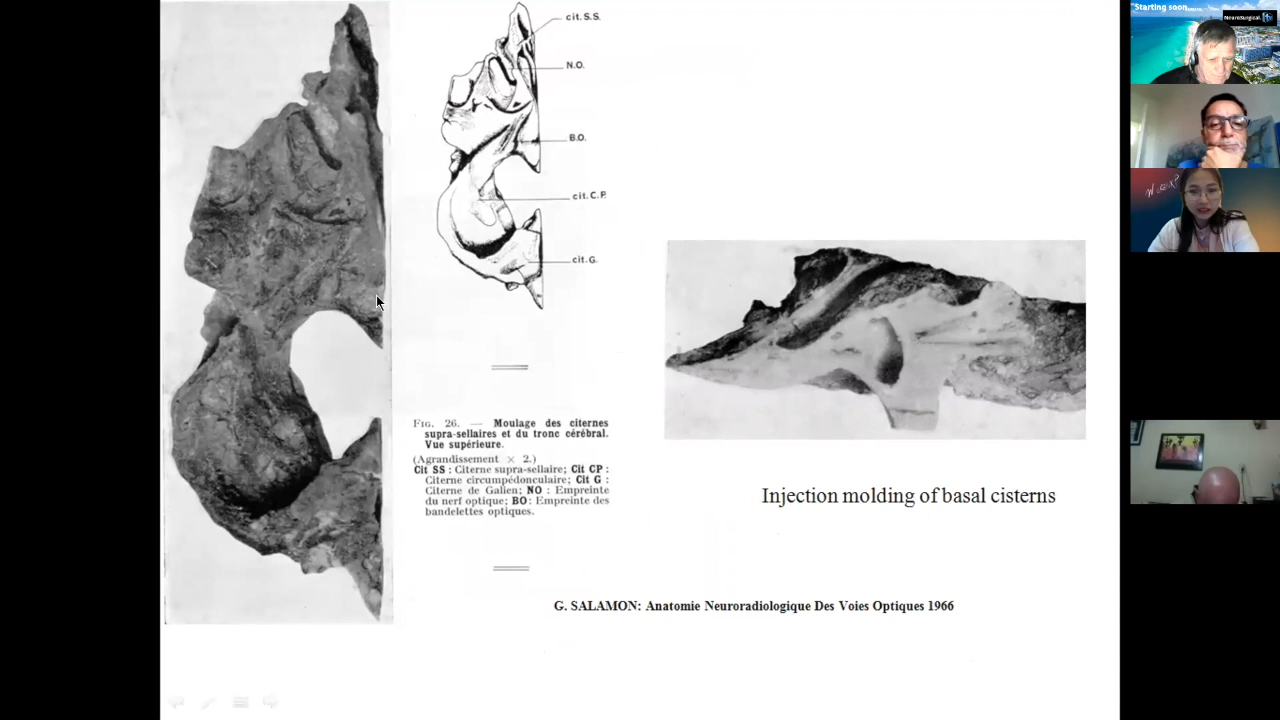 cit. S.S.
N.O.
B.O.
cit. C.P.
cit. G.
FIG. 26. — Moulage des citernes
supra-sellaires et du tronc cérébral.
Vue supérieure.
(Agrandissement × 2.)
Cit SS : Citerne supra-sellaire; Cit CP :
Citerne circumpédonculaire; Cit G :
Citerne de Galien; NO : Empreinte
du nerf optique; BO : Empreinte des
bandelettes optiques.
Injection molding of basal cisterns
G. SALAMON: Anatomie Neuroradiologique Des Voies Optiques 1966
"Starting soon...
NeuroSurgical